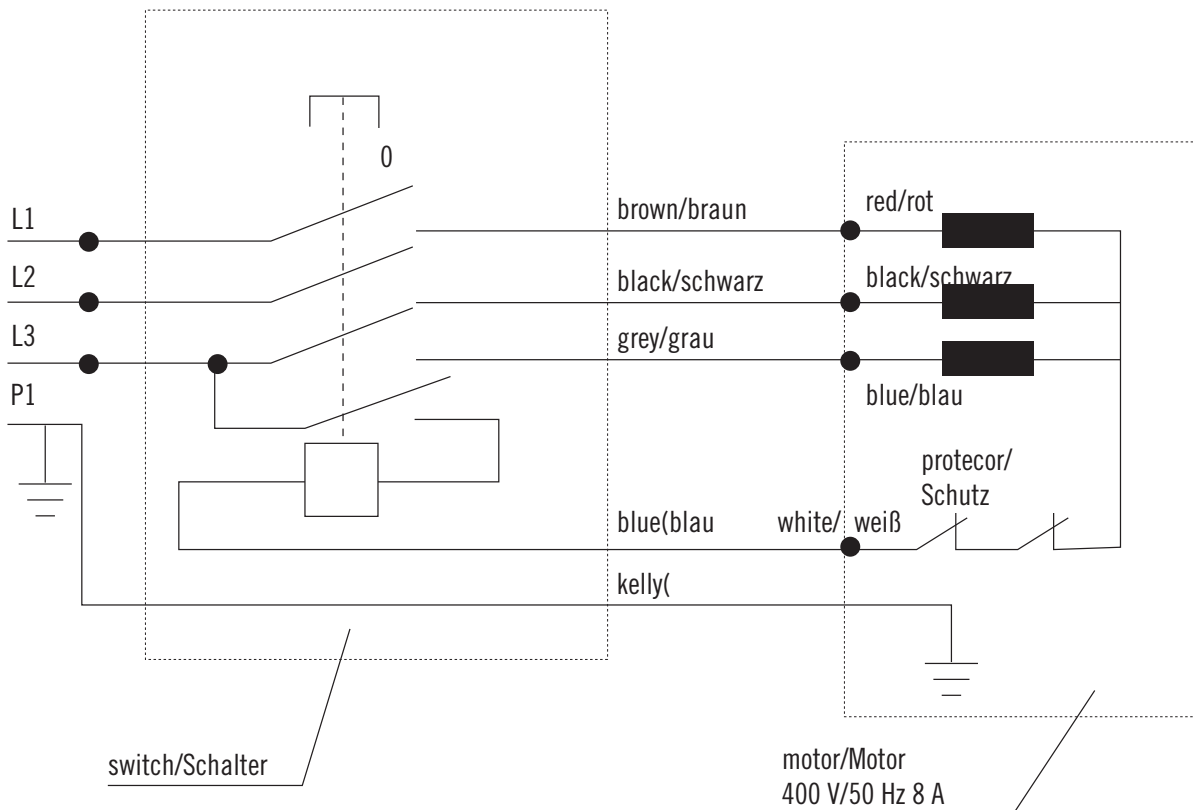 0
L1
brown/braun
red/rot
L2
black/schwarz
black/schwarz
L3
grey/grau
P1
blue/blau
protecor/
Schutz
blue(blau
white/ weiß
kelly(
switch/Schalter
motor/Motor
400 V/50 Hz 8 A